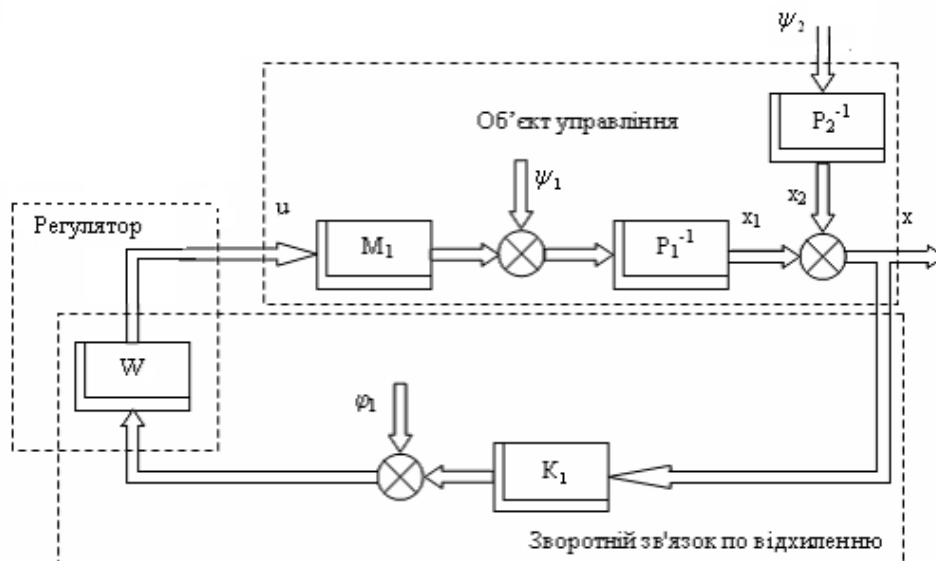 ψ₂
P₂⁻¹
Об’єкт управління
ψ₁
x₂
Регулятор
u
x₁
x
M₁
P₁⁻¹
W
φ₁
K₁
Зворотній зв'язок по відхиленню